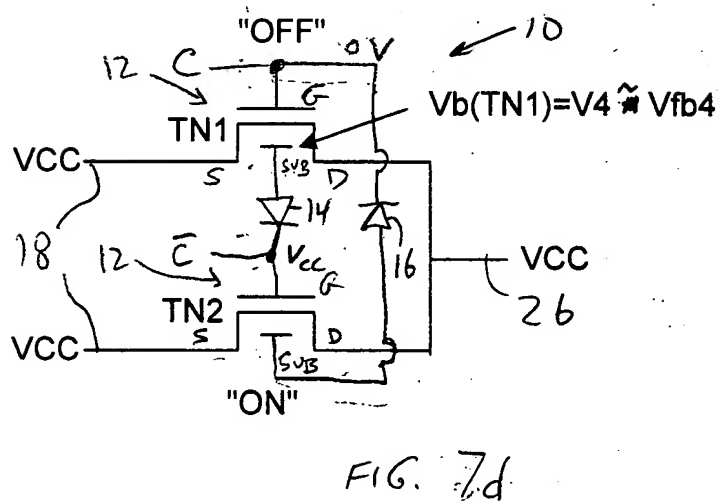 "OFF" 0 V 10
12 C
G
TN1 Vb(TN1)=V4 ≈ Vfb4
VCC S SUB D
14
18 12 C̅ Vcc 16 VCC
G 26
TN2
S D
VCC SUB
"ON"
FIG. 7d